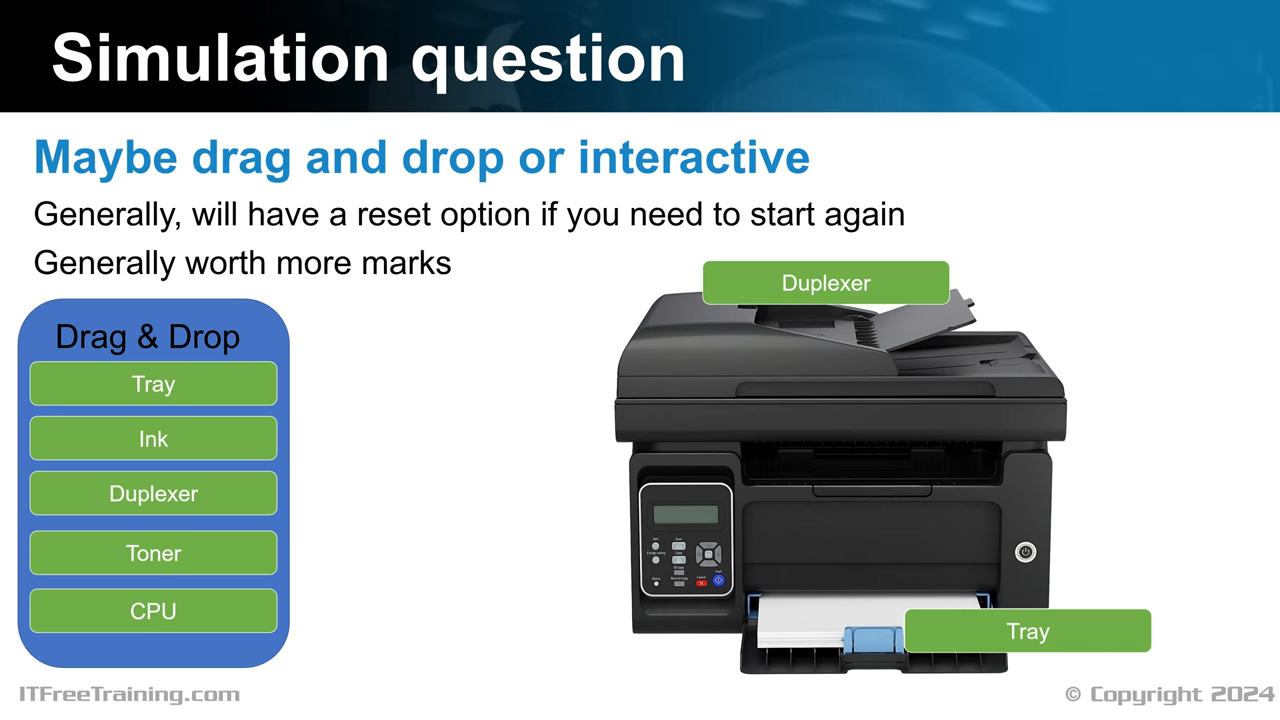 Simulation question
Maybe drag and drop or interactive
Generally, will have a reset option if you need to start again
Generally worth more marks
Duplexer
Drag & Drop
Tray
Ink
Duplexer
Toner
CPU
Tray
ITFreeTraining.com
© Copyright 2024